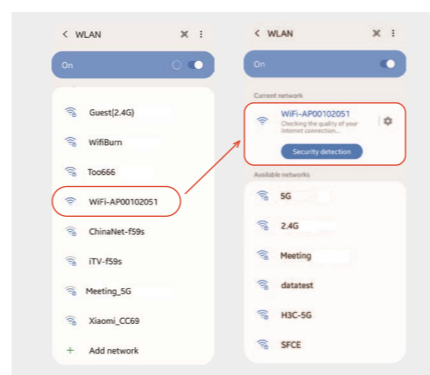 WLAN
On
Guest(2.4G)
WifiBurn
Too666
WiFi-AP00102051
ChinaNet-f59s
iTV-f59s
Meeting_5G
Xiaomi_CC69
Add network
WLAN
On
Current network
WiFi-AP00102051
Checking the quality of your
internet connection...
Security detection
Available networks
5G
2.4G
Meeting
datatest
H3C-5G
SFCE